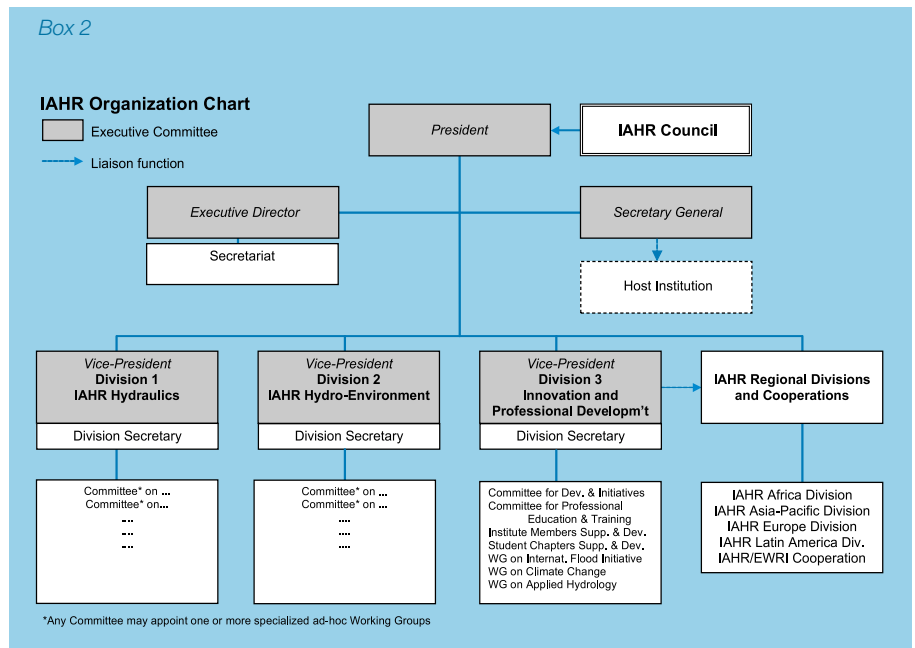 Box 2
IAHR Organization Chart
Executive Committee
Liaison function
President
IAHR Council
Executive Director
Secretariat
Secretary General
Host Institution
Vice-President
Division 1
IAHR Hydraulics
Division Secretary
Vice-President
Division 2
IAHR Hydro-Environment
Division Secretary
Vice-President
Division 3
Innovation and
Professional Developm't
Division Secretary
IAHR Regional Divisions
and Cooperations
Committee* on ...
Committee* on...
....
....
....
Committee* on ...
Committee* on...
....
....
....
Committee for Dev. & Initiatives
Committee for Professional
Education & Training
Institute Members Supp. & Dev.
Student Chapters Supp. & Dev.
WG on Internat. Flood Initiative
WG on Climate Change
WG on Applied Hydrology
IAHR Africa Division
IAHR Asia-Pacific Division
IAHR Europe Division
IAHR Latin America Div.
IAHR/EWRI Cooperation
*Any Committee may appoint one or more specialized ad-hoc Working Groups